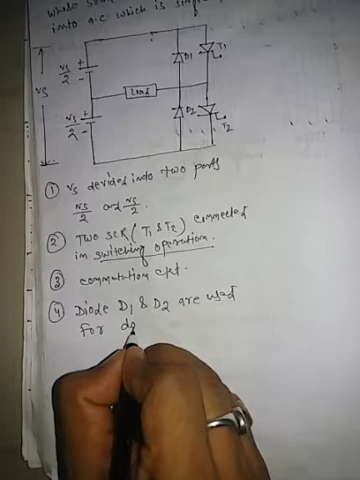 into a.c which is
Vs
Vs/2
+
-
Vs/2
+
-
Load
D1
T1
D2
T2
① Vs devided into two parts
Vs/2 and Vs/2.
② Two SCR (T1 & T2) connected
in switching operation.
③ commutation ckt.
④ Diode D1 & D2 are used
for